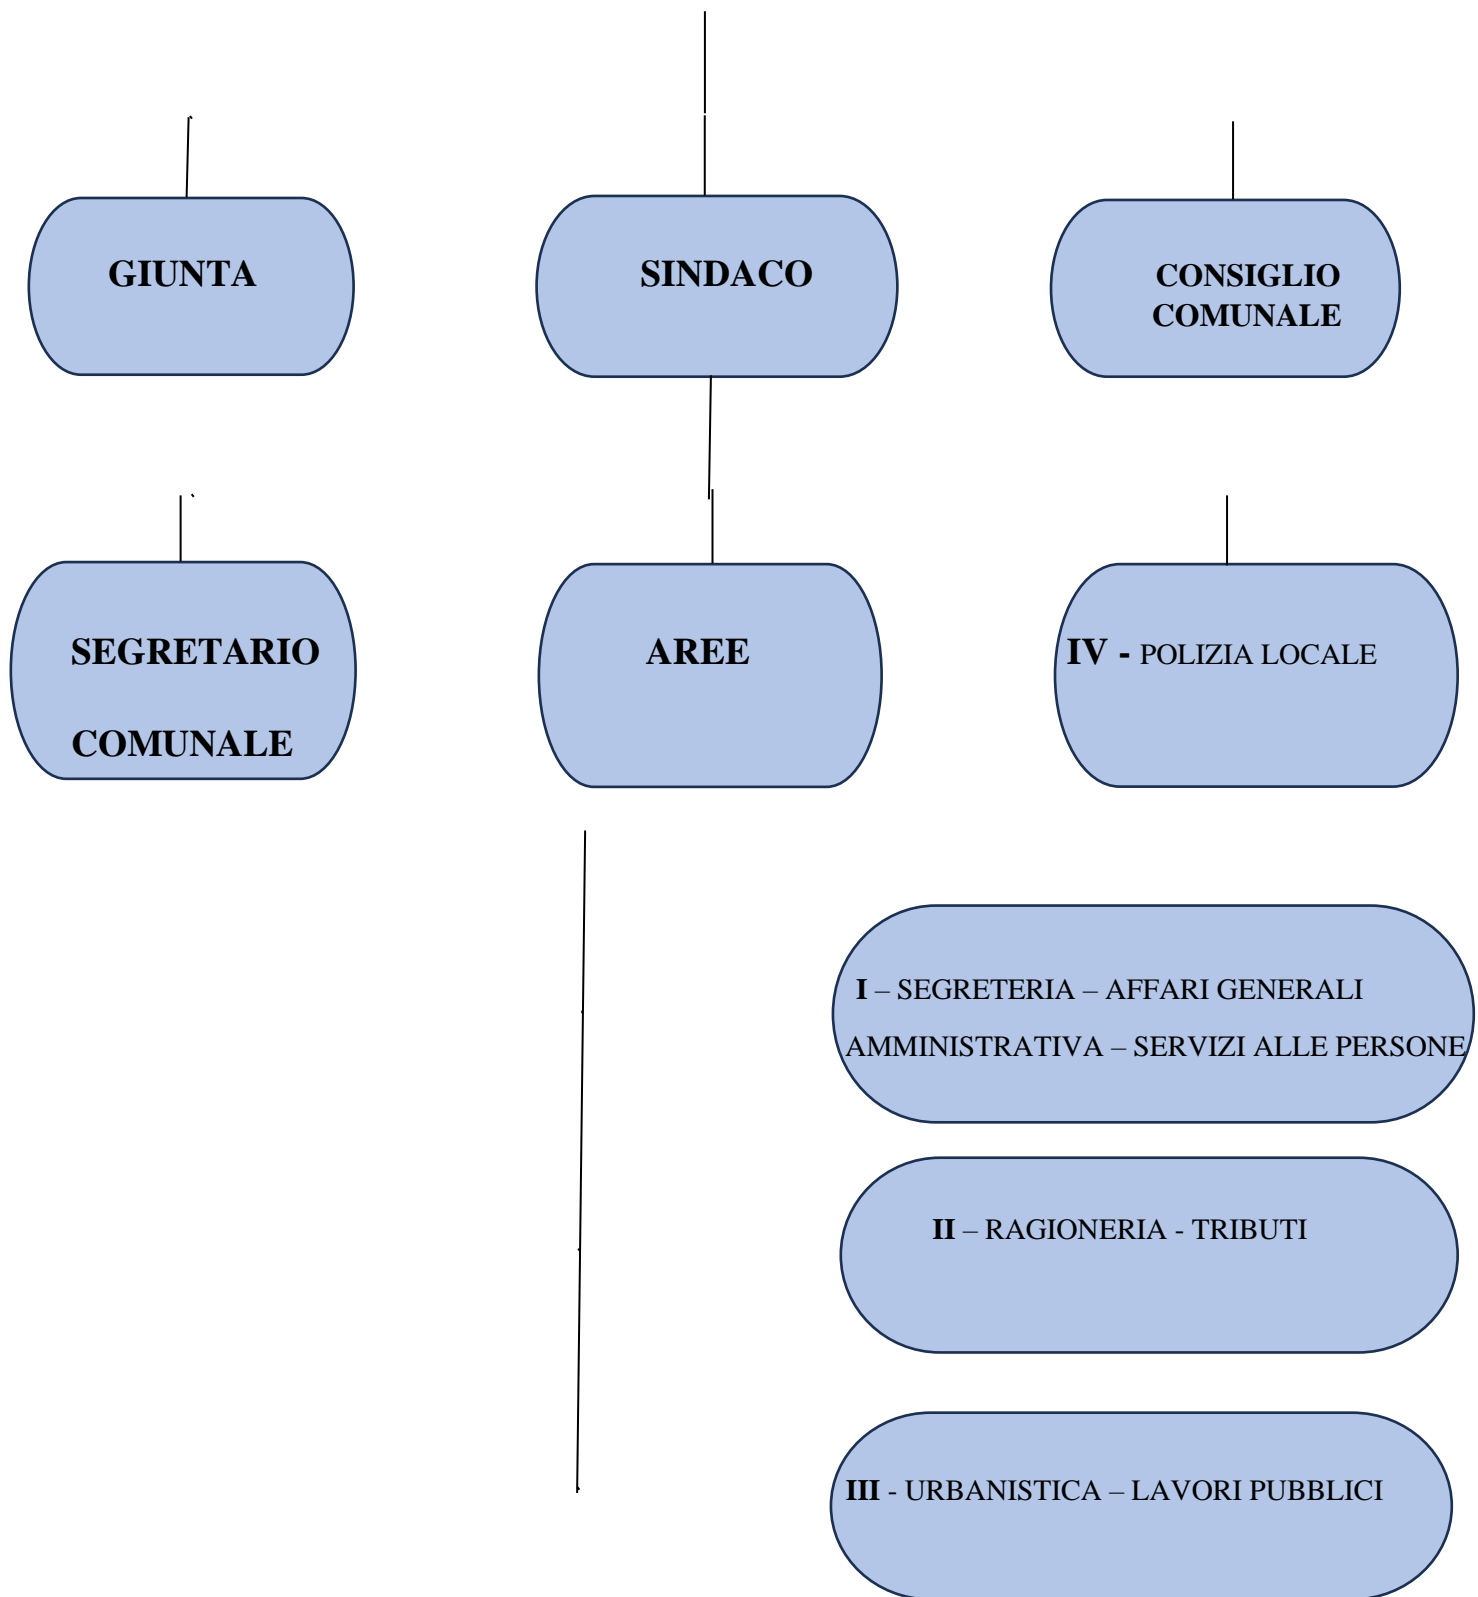 GIUNTA
SINDACO
CONSIGLIO
COMUNALE
SEGRETARIO
COMUNALE
AREE
IV - POLIZIA LOCALE
I – SEGRETERIA – AFFARI GENERALI
AMMINISTRATIVA – SERVIZI ALLE PERSONE
II – RAGIONERIA - TRIBUTI
III - URBANISTICA – LAVORI PUBBLICI